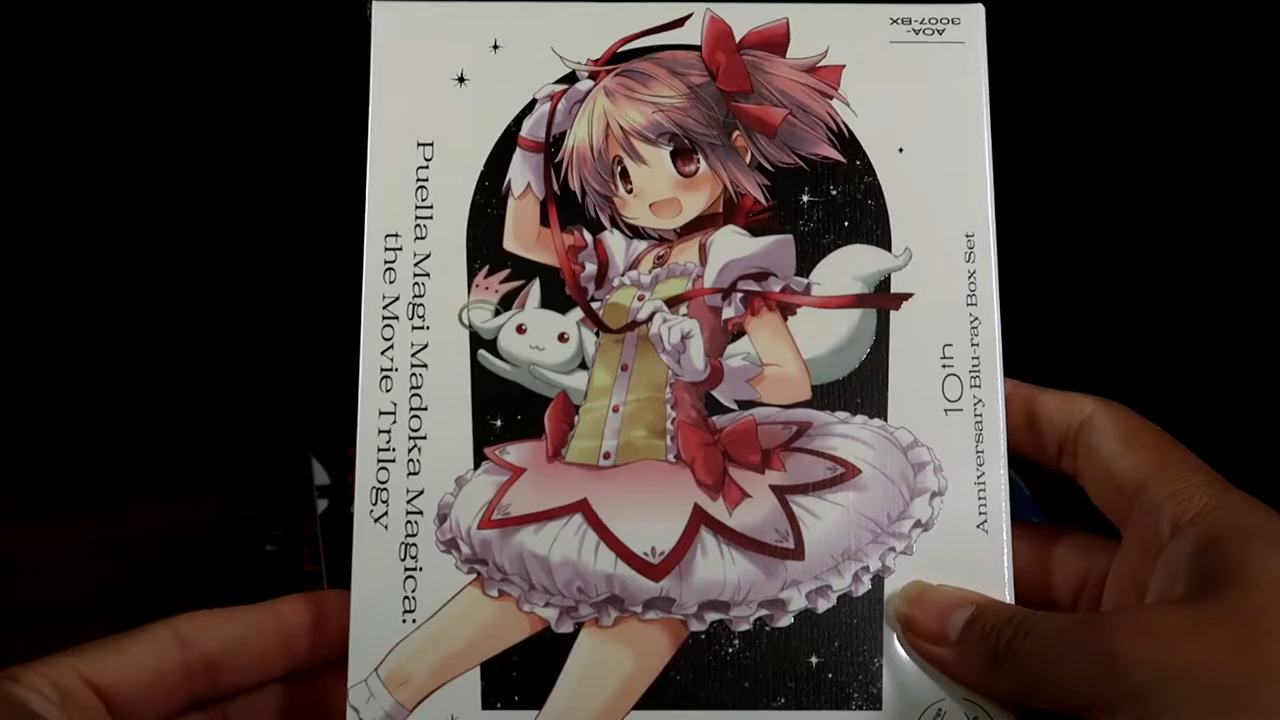 AOA-
3007-BX
Puella Magi Madoka Magica:
the Movie Trilogy
10th
Anniversary Blu-ray Box Set